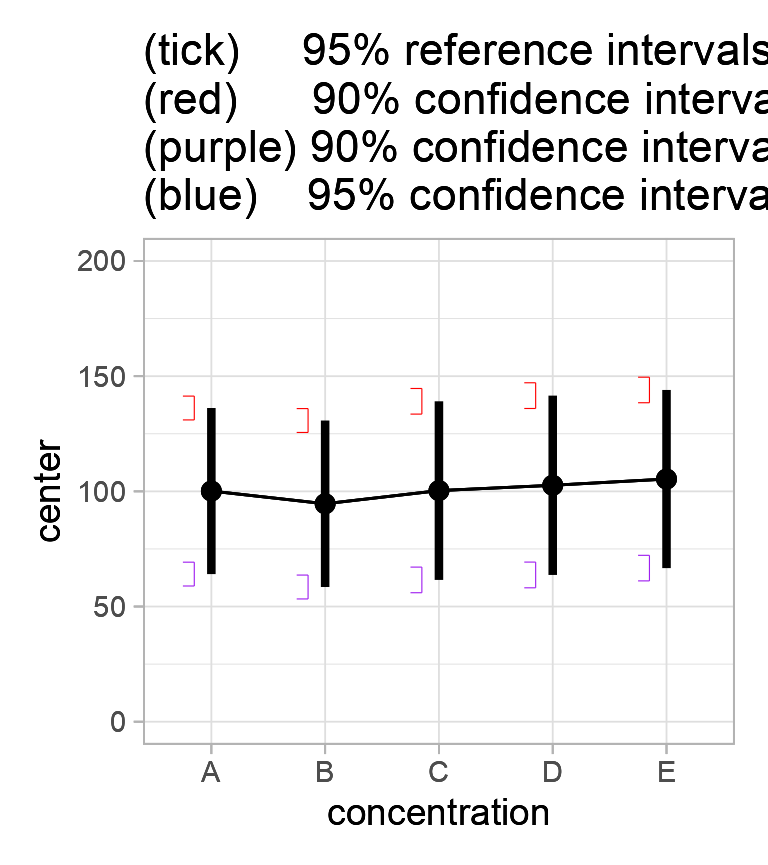 (tick) 95% reference intervals
(red) 90% confidence interva
(purple) 90% confidence interva
(blue) 95% confidence interva
200
150
100
50
0
center
A B C D E
concentration